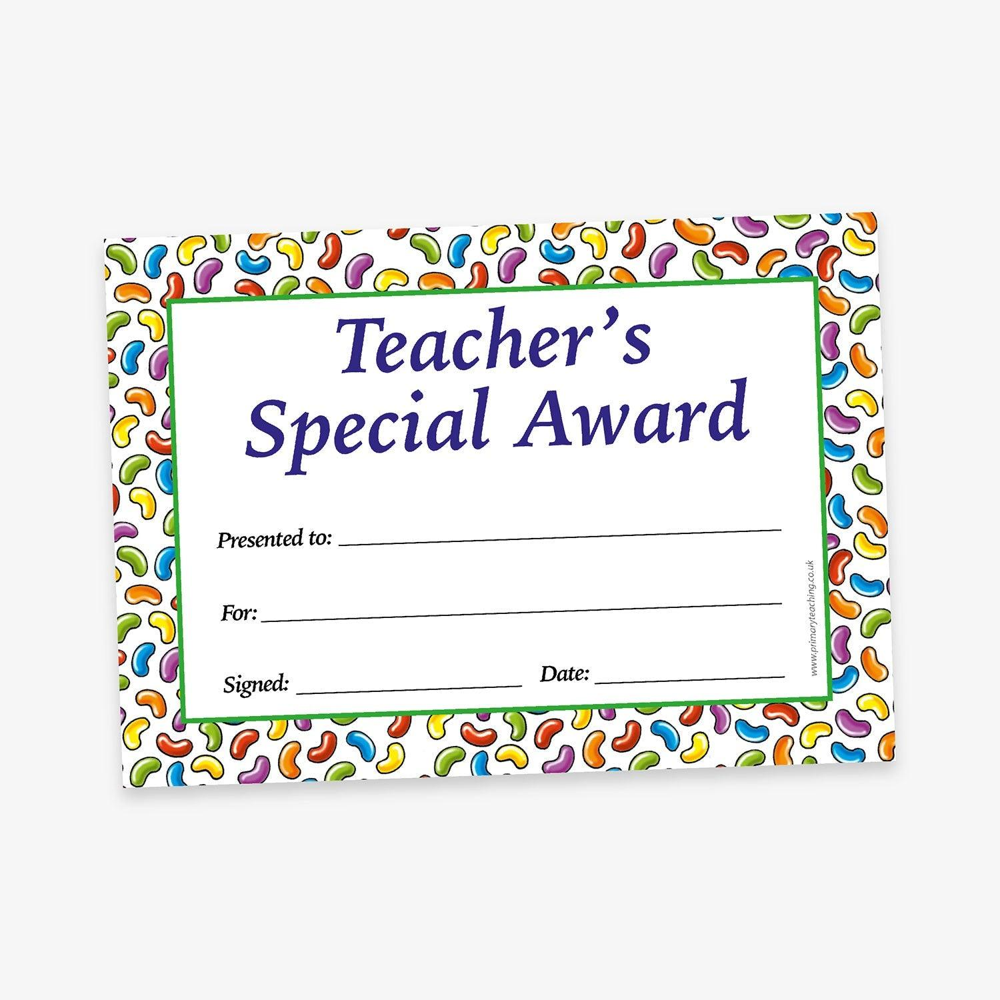 Teacher’s
Special Award
Presented to:
For:
Signed: Date:
www.primaryteaching.co.uk